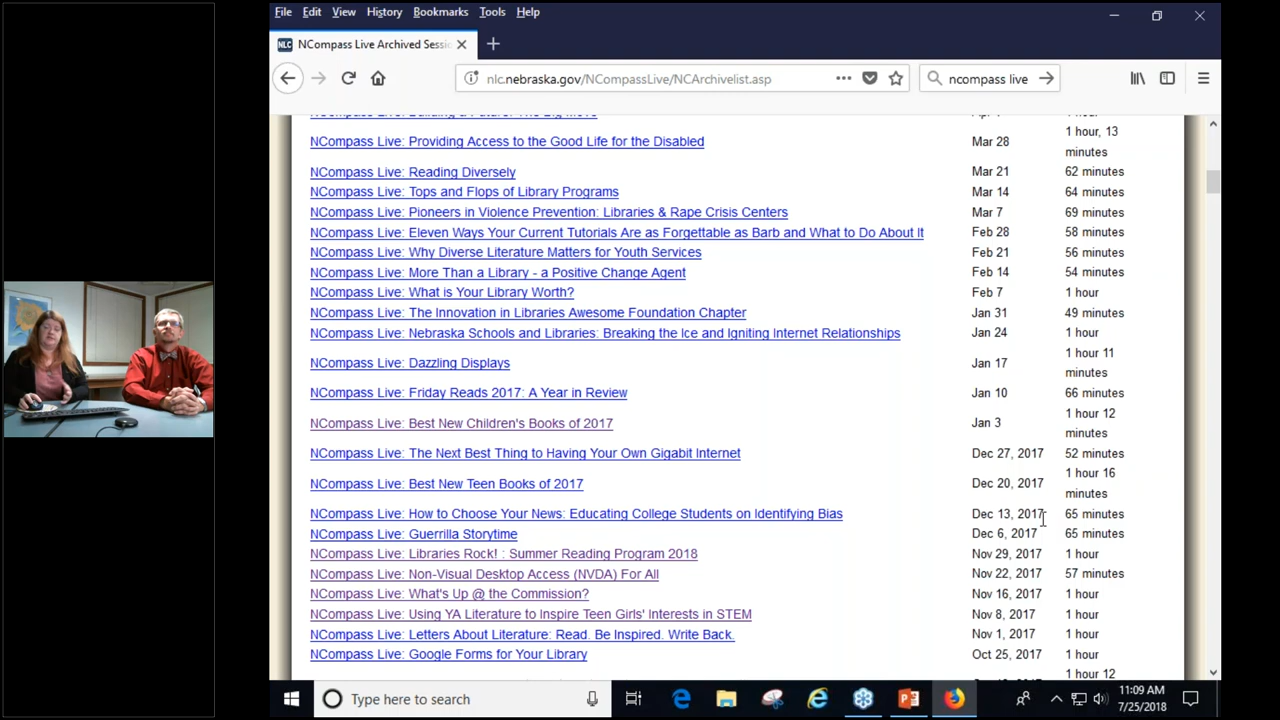 File Edit View History Bookmarks Tools Help
NLC NCompass Live Archived Sessi
nlc.nebraska.gov/NCompassLive/NCArchivelist.asp
ncompass live
NCompass Live: Providing Access to the Good Life for the Disabled Mar 28 1 hour, 13 minutes
NCompass Live: Reading Diversely Mar 21 62 minutes
NCompass Live: Tops and Flops of Library Programs Mar 14 64 minutes
NCompass Live: Pioneers in Violence Prevention: Libraries & Rape Crisis Centers Mar 7 69 minutes
NCompass Live: Eleven Ways Your Current Tutorials Are as Forgettable as Barb and What to Do About It Feb 28 58 minutes
NCompass Live: Why Diverse Literature Matters for Youth Services Feb 21 56 minutes
NCompass Live: More Than a Library - a Positive Change Agent Feb 14 54 minutes
NCompass Live: What is Your Library Worth? Feb 7 1 hour
NCompass Live: The Innovation in Libraries Awesome Foundation Chapter Jan 31 49 minutes
NCompass Live: Nebraska Schools and Libraries: Breaking the Ice and Igniting Internet Relationships Jan 24 1 hour
NCompass Live: Dazzling Displays Jan 17 1 hour 11 minutes
NCompass Live: Friday Reads 2017: A Year in Review Jan 10 66 minutes
NCompass Live: Best New Children's Books of 2017 Jan 3 1 hour 12 minutes
NCompass Live: The Next Best Thing to Having Your Own Gigabit Internet Dec 27, 2017 52 minutes
NCompass Live: Best New Teen Books of 2017 Dec 20, 2017 1 hour 16 minutes
NCompass Live: How to Choose Your News: Educating College Students on Identifying Bias Dec 13, 2017 65 minutes
NCompass Live: Guerrilla Storytime Dec 6, 2017 65 minutes
NCompass Live: Libraries Rock! : Summer Reading Program 2018 Nov 29, 2017 1 hour
NCompass Live: Non-Visual Desktop Access (NVDA) For All Nov 22, 2017 57 minutes
NCompass Live: What's Up @ the Commission? Nov 16, 2017 1 hour
NCompass Live: Using YA Literature to Inspire Teen Girls' Interests in STEM Nov 8, 2017 1 hour
NCompass Live: Letters About Literature: Read. Be Inspired. Write Back. Nov 1, 2017 1 hour
NCompass Live: Google Forms for Your Library Oct 25, 2017 1 hour
1 hour 12
Type here to search
11:09 AM
7/25/2018